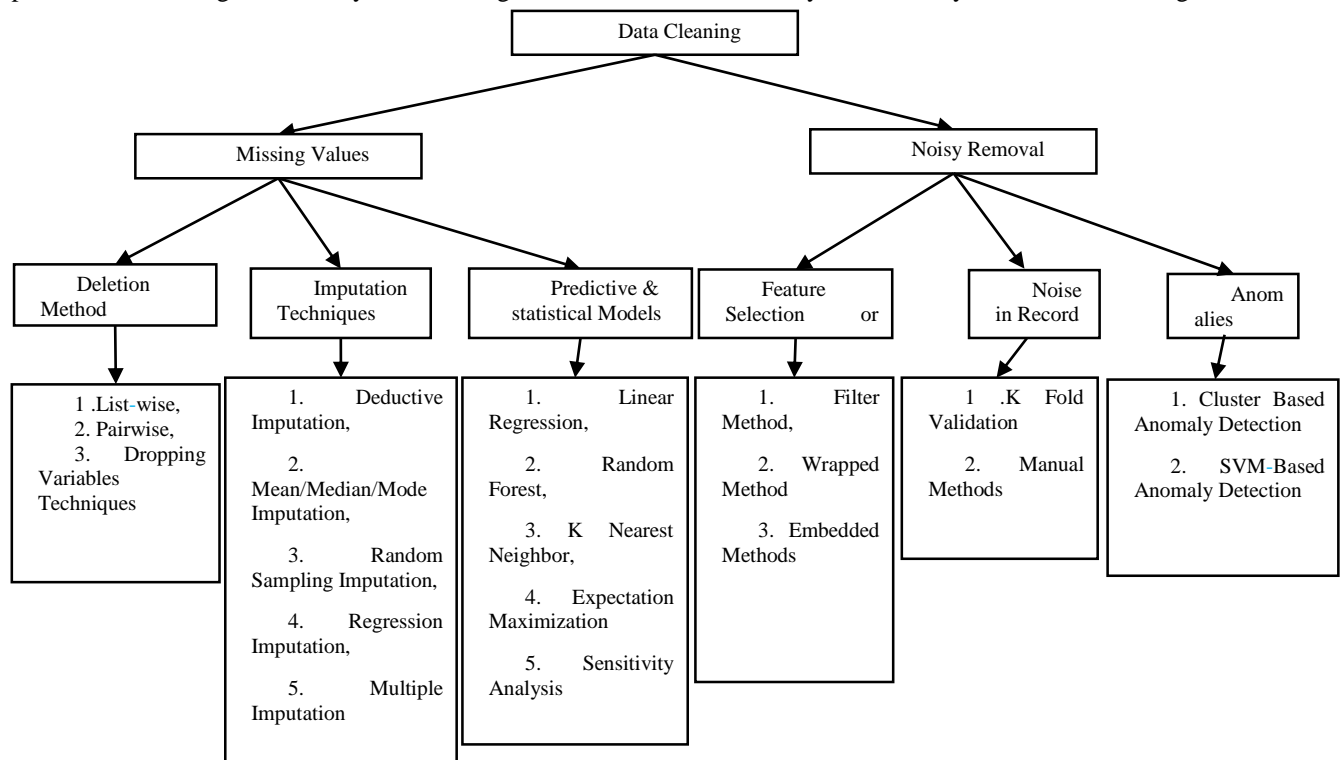 Data Cleaning
Missing Values
Noisy Removal
Deletion
Method
Imputation
Techniques
Predictive &
statistical Models
Feature
Selection or
Noise
in Record
Anom
alies
1 .List-wise,
2. Pairwise,
3. Dropping
Variables
Techniques
1. Deductive
Imputation,
2.
Mean/Median/Mode
Imputation,
3. Random
Sampling Imputation,
4. Regression
Imputation,
5. Multiple
Imputation
1. Linear
Regression,
2. Random
Forest,
3. K Nearest
Neighbor,
4. Expectation
Maximization
5. Sensitivity
Analysis
1. Filter
Method,
2. Wrapped
Method
3. Embedded
Methods
1 .K Fold
Validation
2. Manual
Methods
1. Cluster Based
Anomaly Detection
2. SVM-Based
Anomaly Detection